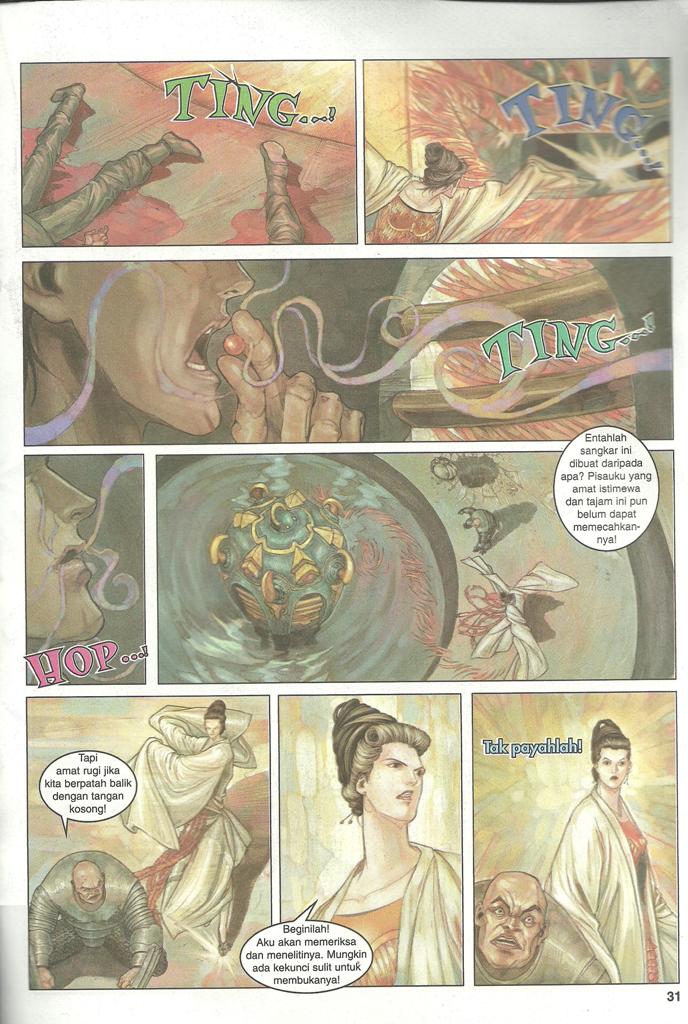 TING...!
TING...!
TING...!
Entahlah
sangkar ini
dibuat daripada
apa? Pisauku yang
amat istimewa
dan tajam ini pun
belum dapat
memecahkan-
nya!
HOP...!
Tapi
amat rugi jika
kita berpatah balik
dengan tangan
kosong!
Beginilah!
Aku akan memeriksa
dan menelitinya. Mungkin
ada kekunci sulit untuk
membukanya!
Tak payahlah!
31